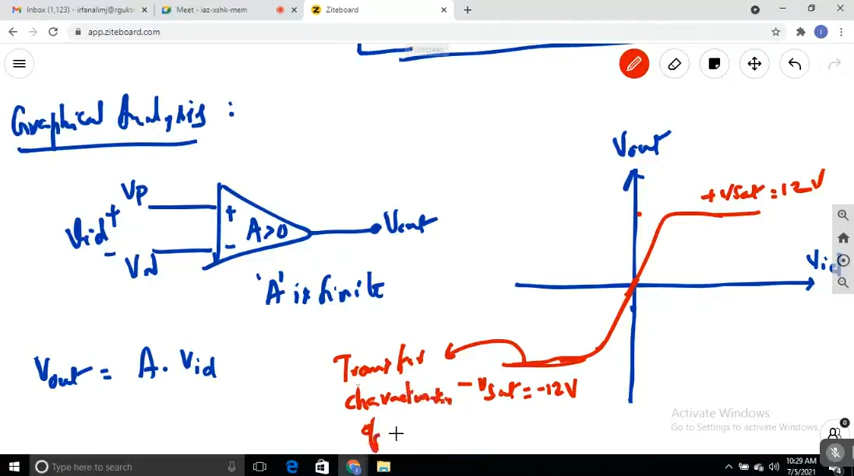 Inbox (1,123) - irfanalimj@rgukt
Meet - iaz-xshk-mem
Ziteboard
app.ziteboard.com
Graphical Analysis :
Vout
+Vsat = 12V
Vp
+
Vid
+
-
-
A>0
Vout
Vn
'A' is finite
Vid
Vout = A . Vid
Transfer
characteristics
of
-Vsat = -12V
Activate Windows
Go to Settings to activate Windows.
Type here to search
10:29 AM
7/5/2021